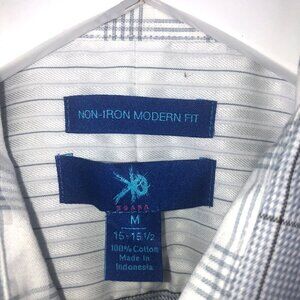 NON-IRON MODERN FIT
M
15-15 1/2
100% Cotton
Made in
Indonesia